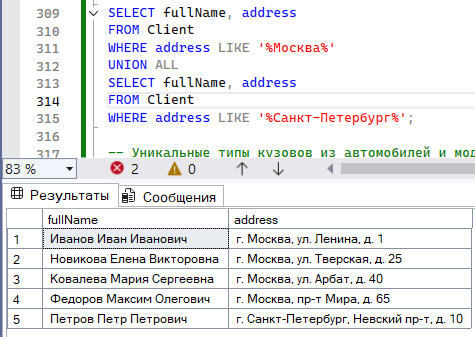 309 SELECT fullName, address
310 FROM Client
311 WHERE address LIKE '%Москва%'
312 UNION ALL
313 SELECT fullName, address
314 FROM Client
315 WHERE address LIKE '%Санкт-Петербург%';
316
317 -- Уникальные типы кузовов из автомобилей и мод
83 % 2 0
Результаты Сообщения
fullName address
1 Иванов Иван Иванович г. Москва, ул. Ленина, д. 1
2 Новикова Елена Викторовна г. Москва, ул. Тверская, д. 25
3 Ковалева Мария Сергеевна г. Москва, ул. Арбат, д. 40
4 Федоров Максим Олегович г. Москва, пр-т Мира, д. 65
5 Петров Петр Петрович г. Санкт-Петербург, Невский пр-т, д. 10